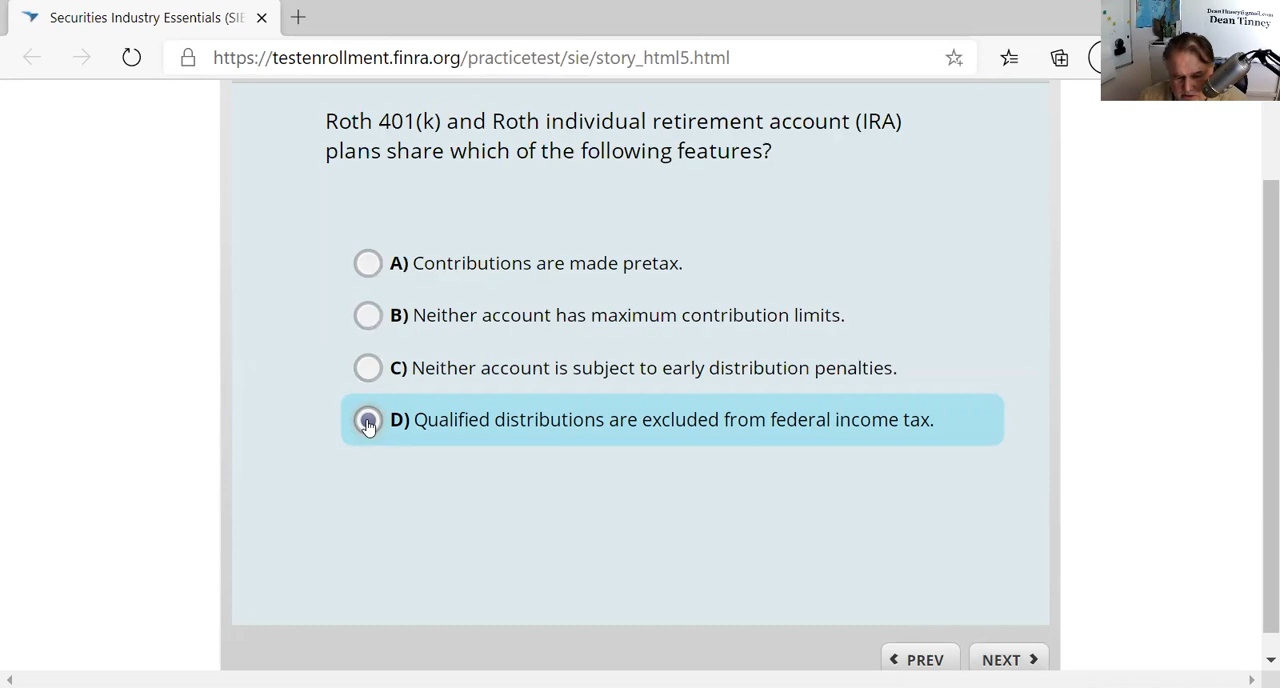 Securities Industry Essentials (SIE
https://testenrollment.finra.org/practicetest/sie/story_html5.html
DeanTinney@gmail.com
Dean Tinney
Roth 401(k) and Roth individual retirement account (IRA)
plans share which of the following features?
A) Contributions are made pretax.
B) Neither account has maximum contribution limits.
C) Neither account is subject to early distribution penalties.
D) Qualified distributions are excluded from federal income tax.
PREV
NEXT